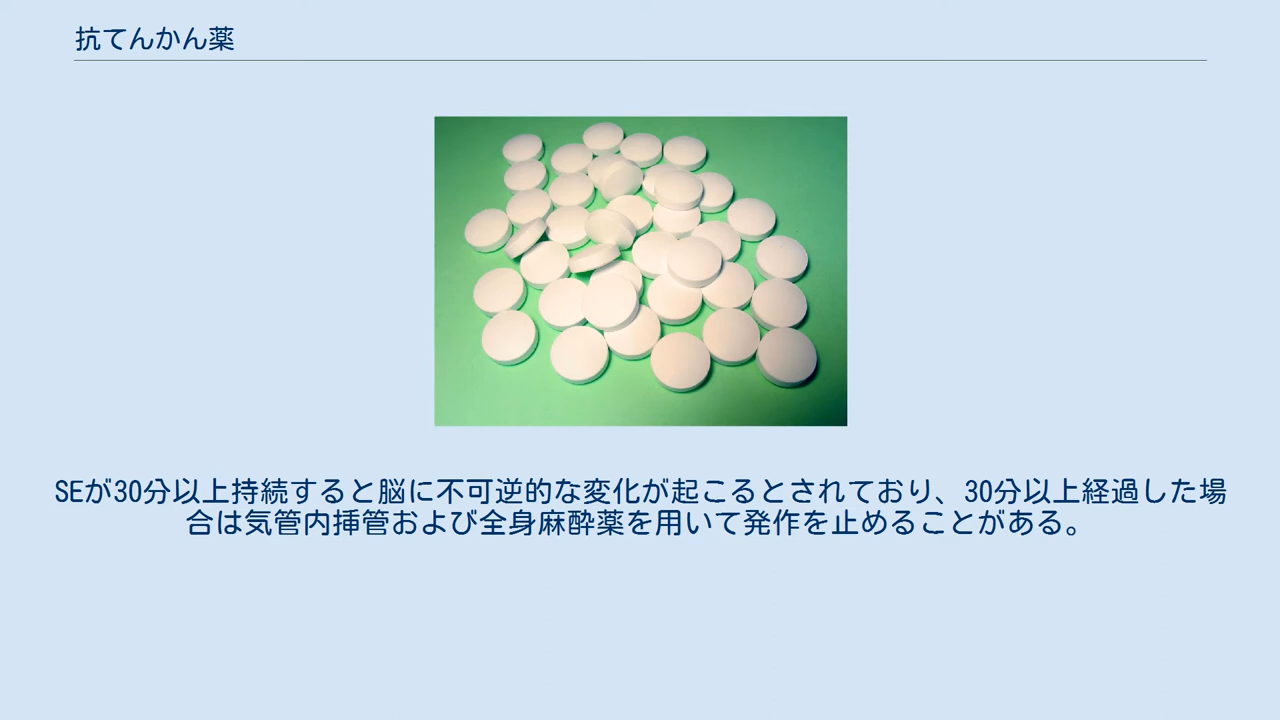 抗てんかん薬
SEが30分以上持続すると脳に不可逆的な変化が起こるとされており、30分以上経過した場
合は気管内挿管および全身麻酔薬を用いて発作を止めることがある。